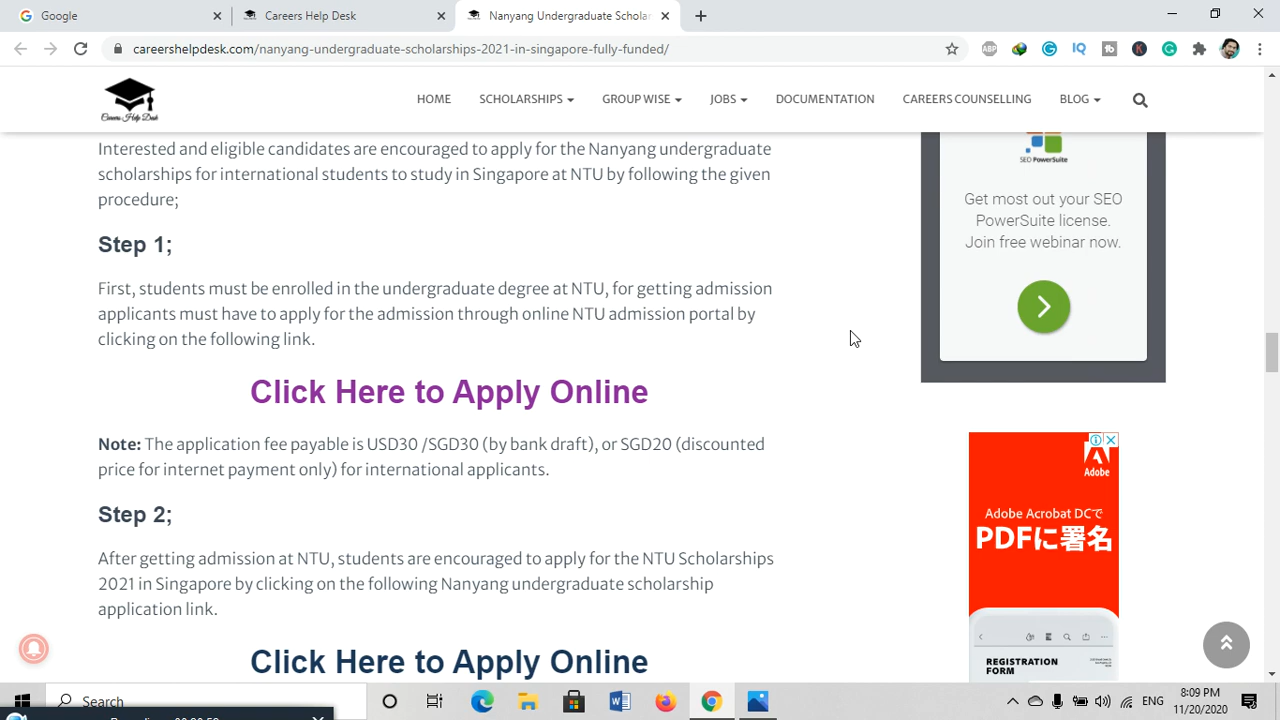 Google
Careers Help Desk
Nanyang Undergraduate Scholar
careershelpdesk.com/nanyang-undergraduate-scholarships-2021-in-singapore-fully-funded/
ABP
IQ
K
Careers Help Desk
HOME
SCHOLARSHIPS
GROUP WISE
JOBS
DOCUMENTATION
CAREERS COUNSELLING
BLOG
Interested and eligible candidates are encouraged to apply for the Nanyang undergraduate
scholarships for international students to study in Singapore at NTU by following the given
procedure;
Step 1;
First, students must be enrolled in the undergraduate degree at NTU, for getting admission
applicants must have to apply for the admission through online NTU admission portal by
clicking on the following link.
Click Here to Apply Online
Note: The application fee payable is USD30 /SGD30 (by bank draft), or SGD20 (discounted
price for internet payment only) for international applicants.
Step 2;
After getting admission at NTU, students are encouraged to apply for the NTU Scholarships
2021 in Singapore by clicking on the following Nanyang undergraduate scholarship
application link.
Click Here to Apply Online
SEO PowerSuite
Get most out your SEO
PowerSuite license.
Join free webinar now.
Adobe
Adobe Acrobat DCで
PDFに署名
REGISTRATION
FORM
Search
ENG
8:09 PM
11/20/2020